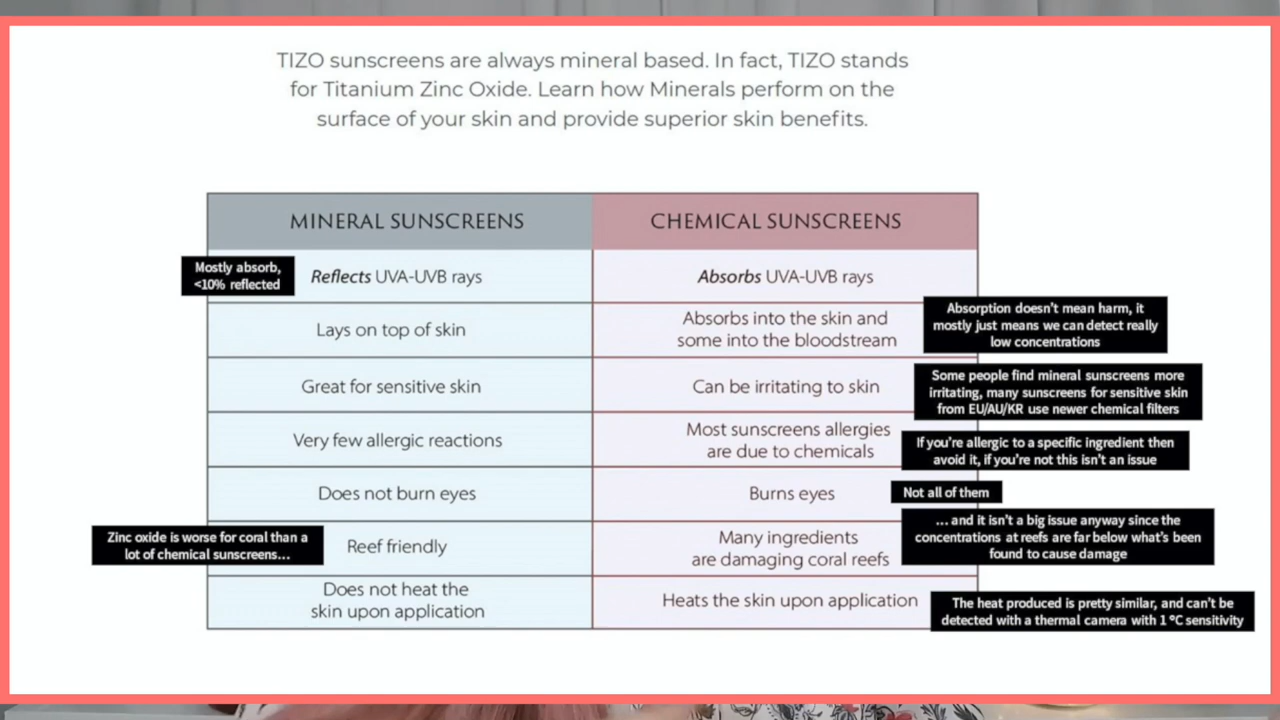 TIZO sunscreens are always mineral based. In fact, TIZO stands
for Titanium Zinc Oxide. Learn how Minerals perform on the
surface of your skin and provide superior skin benefits.
MINERAL SUNSCREENS
CHEMICAL SUNSCREENS
Mostly absorb,
<10% reflected
Reflects UVA-UVB rays
Absorbs UVA-UVB rays
Lays on top of skin
Absorbs into the skin and
some into the bloodstream
Absorption doesn't mean harm, it
mostly just means we can detect really
low concentrations
Great for sensitive skin
Can be irritating to skin
Some people find mineral sunscreens more
irritating, many sunscreens for sensitive skin
from EU/AU/KR use newer chemical filters
Very few allergic reactions
Most sunscreens allergies
are due to chemicals
If you're allergic to a specific ingredient then
avoid it, if you're not this isn't an issue
Does not burn eyes
Burns eyes
Not all of them
Zinc oxide is worse for coral than a
lot of chemical sunscreens...
Reef friendly
Many ingredients
are damaging coral reefs
... and it isn't a big issue anyway since the
concentrations at reefs are far below what's been
found to cause damage
Does not heat the
skin upon application
Heats the skin upon application
The heat produced is pretty similar, and can't be
detected with a thermal camera with 1 °C sensitivity